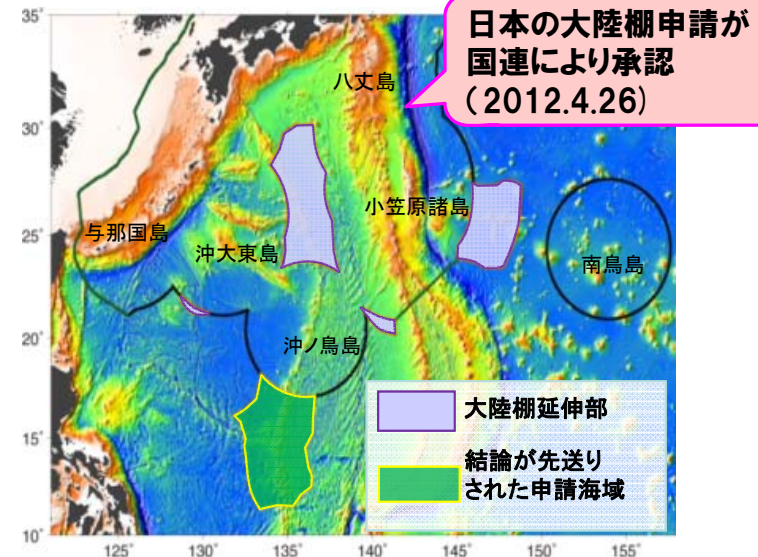 日本の大陸棚申請が
国連により承認
（2012.4.26）
35°
八丈島
30°
小笠原諸島
与那国島
25°
沖大東島
南鳥島
20°
沖ノ鳥島
大陸棚延伸部
15°
結論が先送り
された申請海域
10°
125°
130°
135°
140°
145°
150°
155°